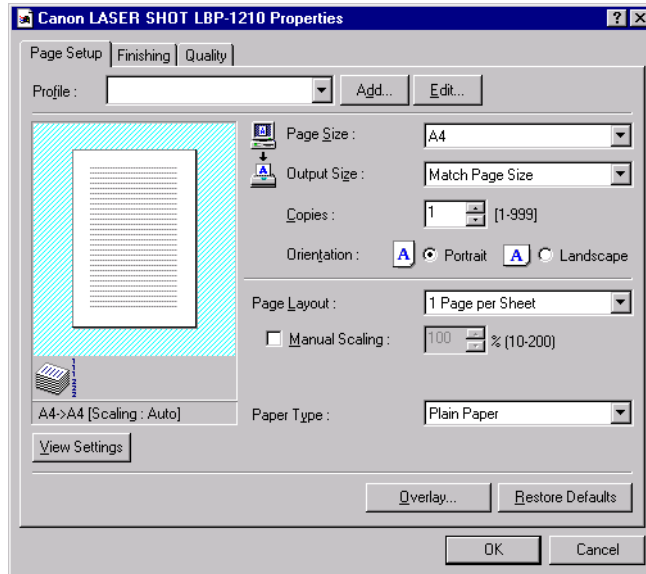 Canon LASER SHOT LBP-1210 Properties
Page Setup Finishing Quality
Profile : Add... Edit...
Page Size : A4
Output Size : Match Page Size
Copies : 1 [1-999]
Orientation : A Portrait A Landscape
Page Layout : 1 Page per Sheet
Manual Scaling : 100 % (10-200)
A4->A4 [Scaling : Auto] Paper Type : Plain Paper
View Settings
Overlay... Restore Defaults
OK Cancel